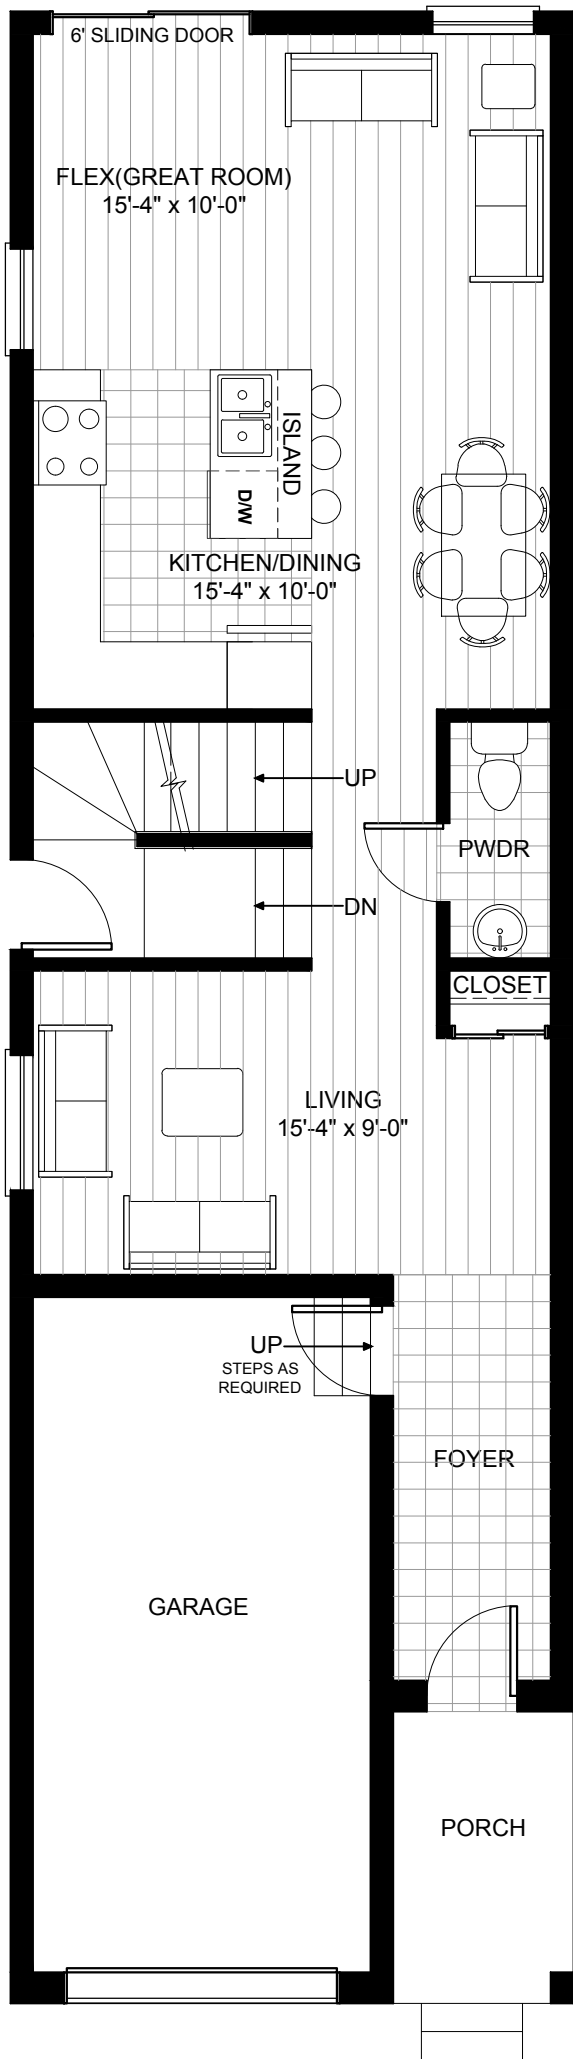 6' SLIDING DOOR
FLEX(GREAT ROOM)
15'-4" x 10'-0"
ISLAND
D/W
KITCHEN/DINING
15'-4" x 10'-0"
UP
PWDR
DN
CLOSET
LIVING
15'-4" x 9'-0"
UP
STEPS AS
REQUIRED
FOYER
GARAGE
PORCH